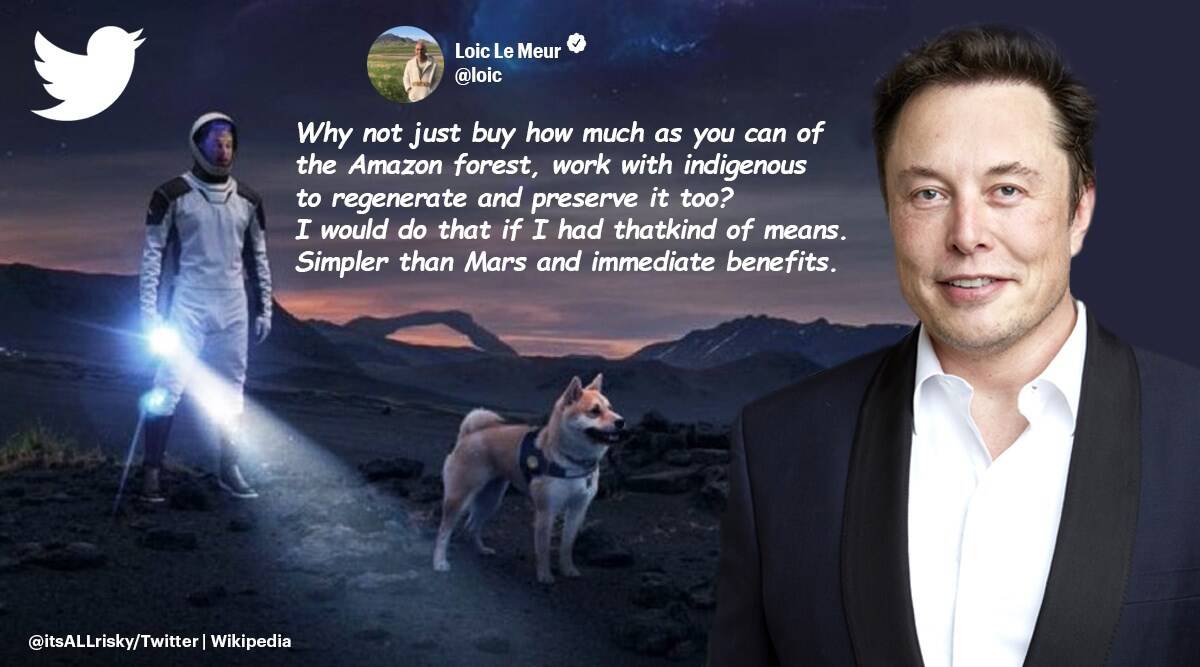 Loic Le Meur
@loic
Why not just buy how much as you can of
the Amazon forest, work with indigenous
to regenerate and preserve it too?
I would do that if I had thatkind of means.
Simpler than Mars and immediate benefits.
@itsALLrisky/Twitter | Wikipedia